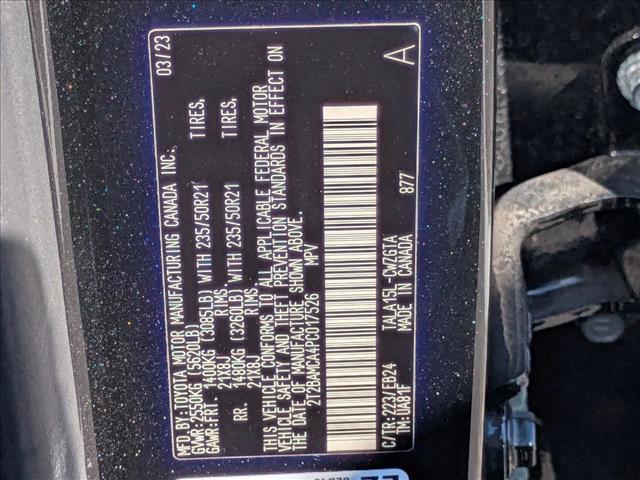 MFD.BY:TOYOTA MOTOR MANUFACTURING CANADA INC. 03/23
GVWR:2550KG(5620LB)
GAWR:FRT. 1400KG(3085LB) WITH 235/50R21 TIRES,
21X8J RIMS
RR. 1480KG(3260LB) WITH 235/50R21 TIRES,
21X8J RIMS
THIS VEHICLE CONFORMS TO ALL APPLICABLE FEDERAL MOTOR
VEHICLE SAFETY AND THEFT PREVENTION STANDARDS IN EFFECT ON
THE DATE OF MANUFACTURE SHOWN ABOVE.
2T2BAMCA4PC017526 MPV
C/TR:223/EB24 TALA15L-CWZGTA A
TM:UA81F MADE IN CANADA 877